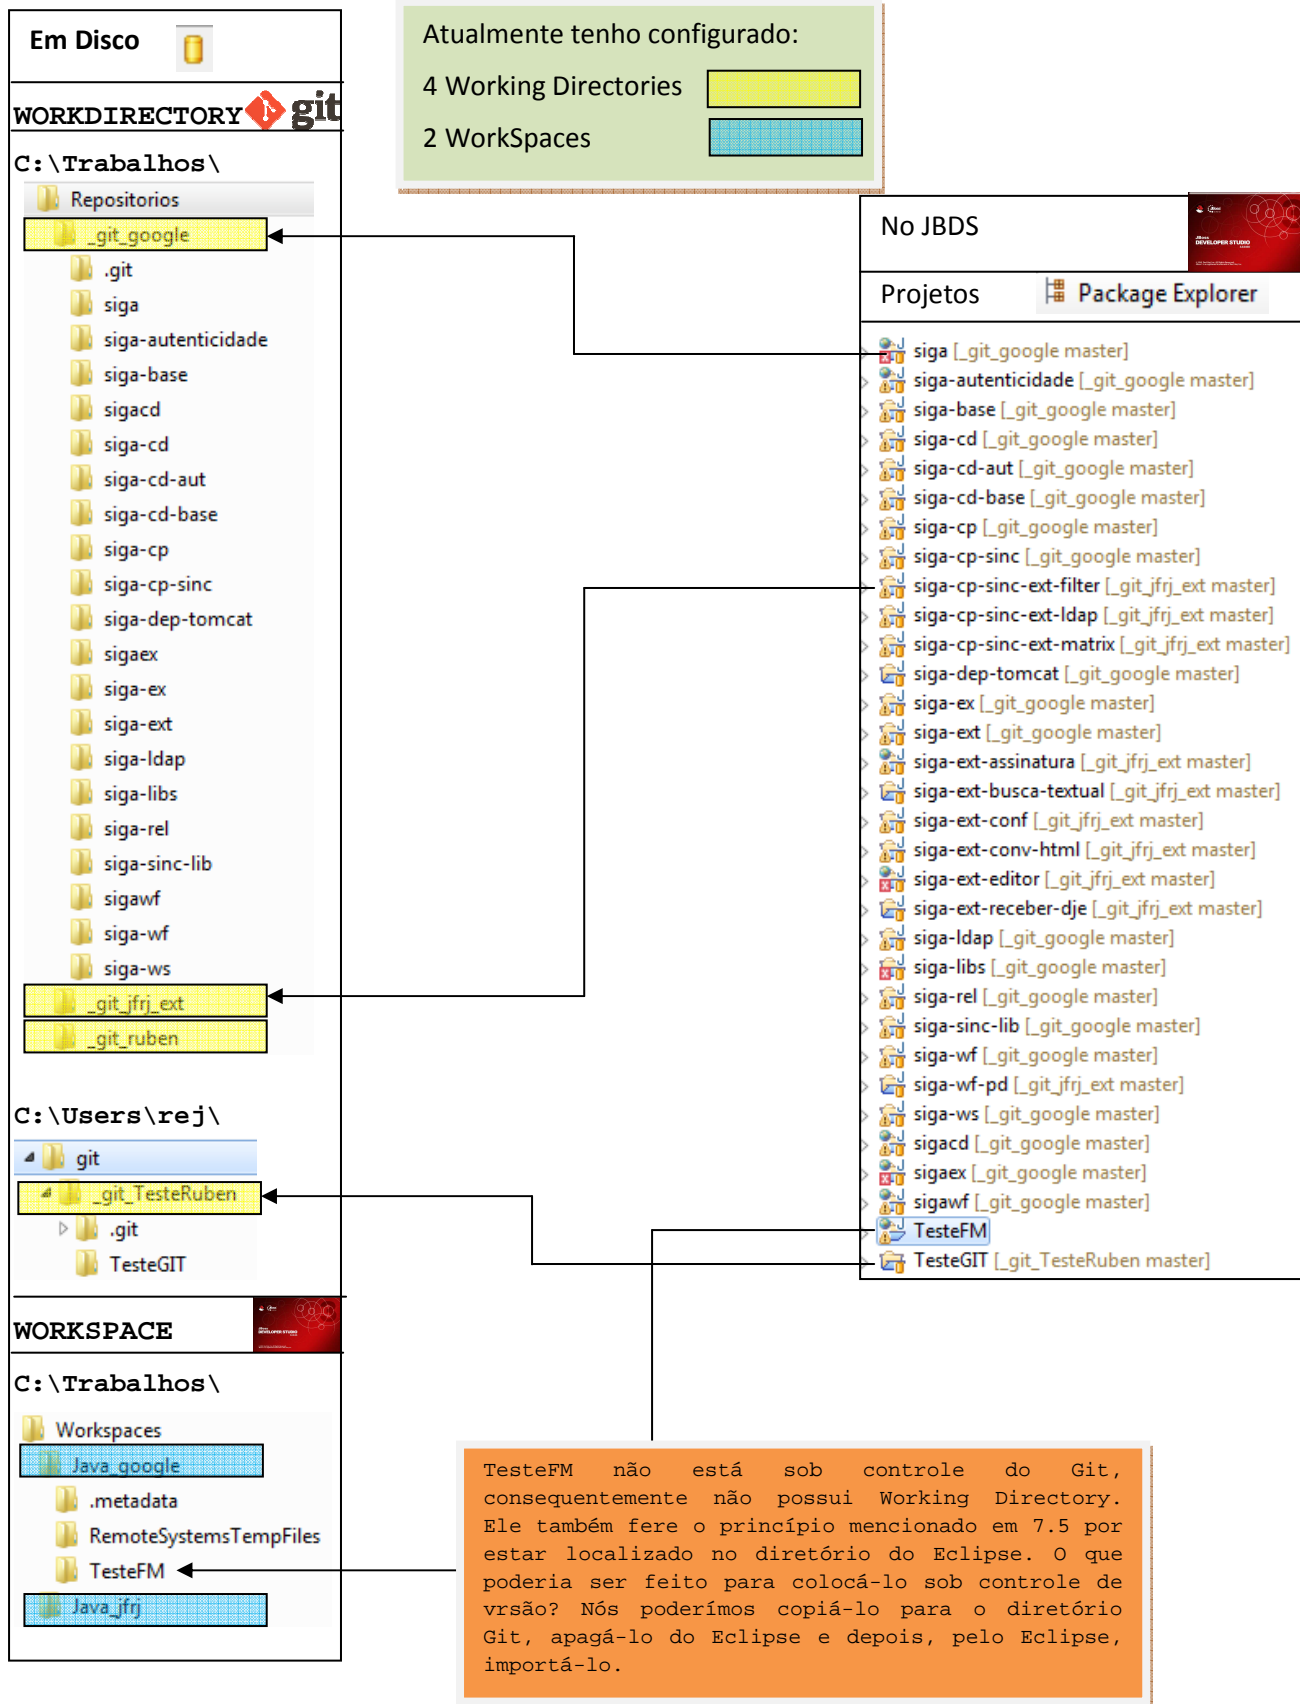 Em Disco
WORKDIRECTORY git
C:\Trabalhos\
Repositorios
_git_google
.git
siga
siga-autenticidade
siga-base
sigacd
siga-cd
siga-cd-aut
siga-cd-base
siga-cp
siga-cp-sinc
siga-dep-tomcat
sigaex
siga-ex
siga-ext
siga-ldap
siga-libs
siga-rel
siga-sinc-lib
sigawf
siga-wf
siga-ws
_git_jfrj_ext
_git_ruben
C:\Users\rej\
git
_git_TesteRuben
.git
TesteGIT
WORKSPACE
C:\Trabalhos\
Workspaces
Java_google
.metadata
RemoteSystemsTempFiles
TesteFM
Java_jfrj
Atualmente tenho configurado:
4 Working Directories
2 WorkSpaces
No JBDS
DEVELOPER STUDIO
Projetos Package Explorer
siga [_git_google master]
siga-autenticidade [_git_google master]
siga-base [_git_google master]
siga-cd [_git_google master]
siga-cd-aut [_git_google master]
siga-cd-base [_git_google master]
siga-cp [_git_google master]
siga-cp-sinc [_git_google master]
siga-cp-sinc-ext-filter [_git_jfrj_ext master]
siga-cp-sinc-ext-ldap [_git_jfrj_ext master]
siga-cp-sinc-ext-matrix [_git_jfrj_ext master]
siga-dep-tomcat [_git_google master]
siga-ex [_git_google master]
siga-ext [_git_google master]
siga-ext-assinatura [_git_jfrj_ext master]
siga-ext-busca-textual [_git_jfrj_ext master]
siga-ext-conf [_git_jfrj_ext master]
siga-ext-conv-html [_git_jfrj_ext master]
siga-ext-editor [_git_jfrj_ext master]
siga-ext-receber-dje [_git_jfrj_ext master]
siga-ldap [_git_google master]
siga-libs [_git_google master]
siga-rel [_git_google master]
siga-sinc-lib [_git_google master]
siga-wf [_git_google master]
siga-wf-pd [_git_jfrj_ext master]
siga-ws [_git_google master]
sigacd [_git_google master]
sigaex [_git_google master]
sigawf [_git_google master]
TesteFM
TesteGIT [_git_TesteRuben master]
TesteFM não está sob controle do Git,
consequentemente não possui Working Directory.
Ele também fere o princípio mencionado em 7.5 por
estar localizado no diretório do Eclipse. O que
poderia ser feito para colocá-lo sob controle de
vrsão? Nós poderímos copiá-lo para o diretório
Git, apagá-lo do Eclipse e depois, pelo Eclipse,
importá-lo.